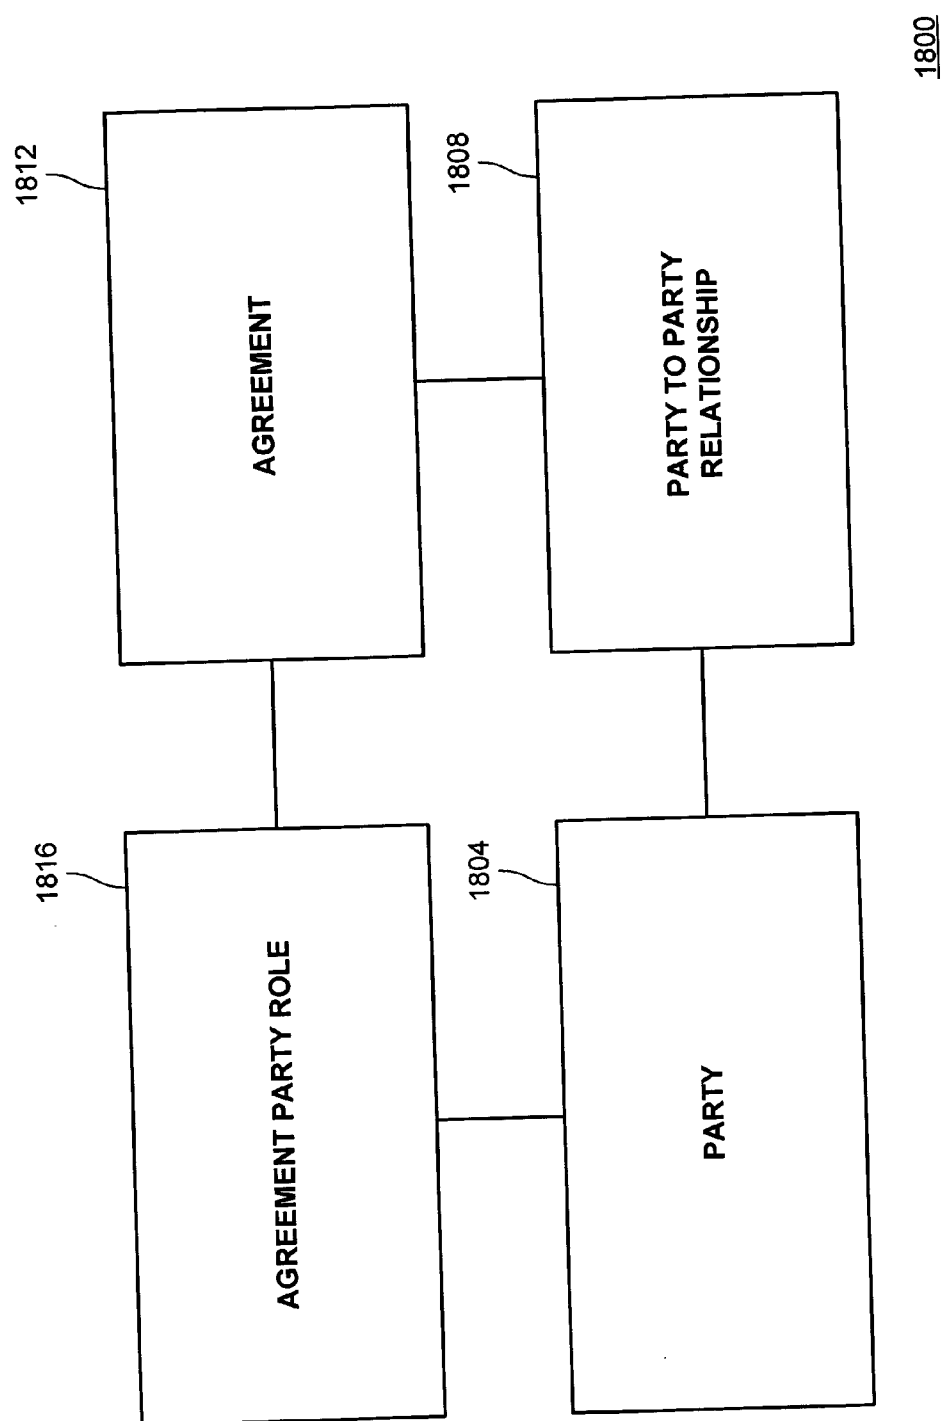 1816
AGREEMENT PARTY ROLE
1812
AGREEMENT
1804
PARTY
1808
PARTY TO PARTY
RELATIONSHIP
1800